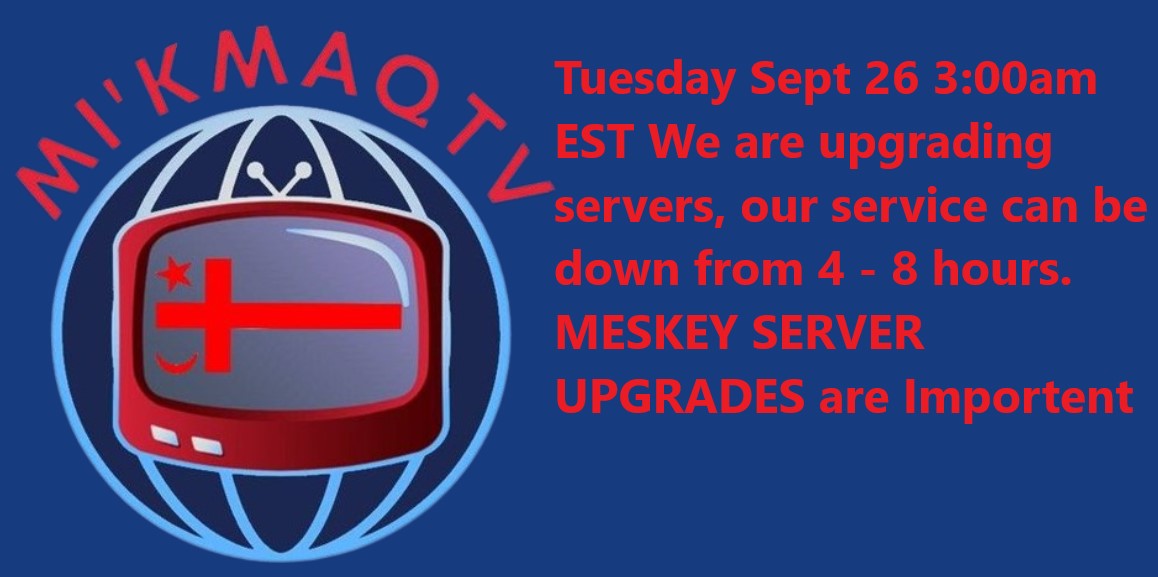 MI'KMAQTV
Tuesday Sept 26 3:00am
EST We are upgrading
servers, our service can be
down from 4 - 8 hours.
MESKEY SERVER
UPGRADES are Importent